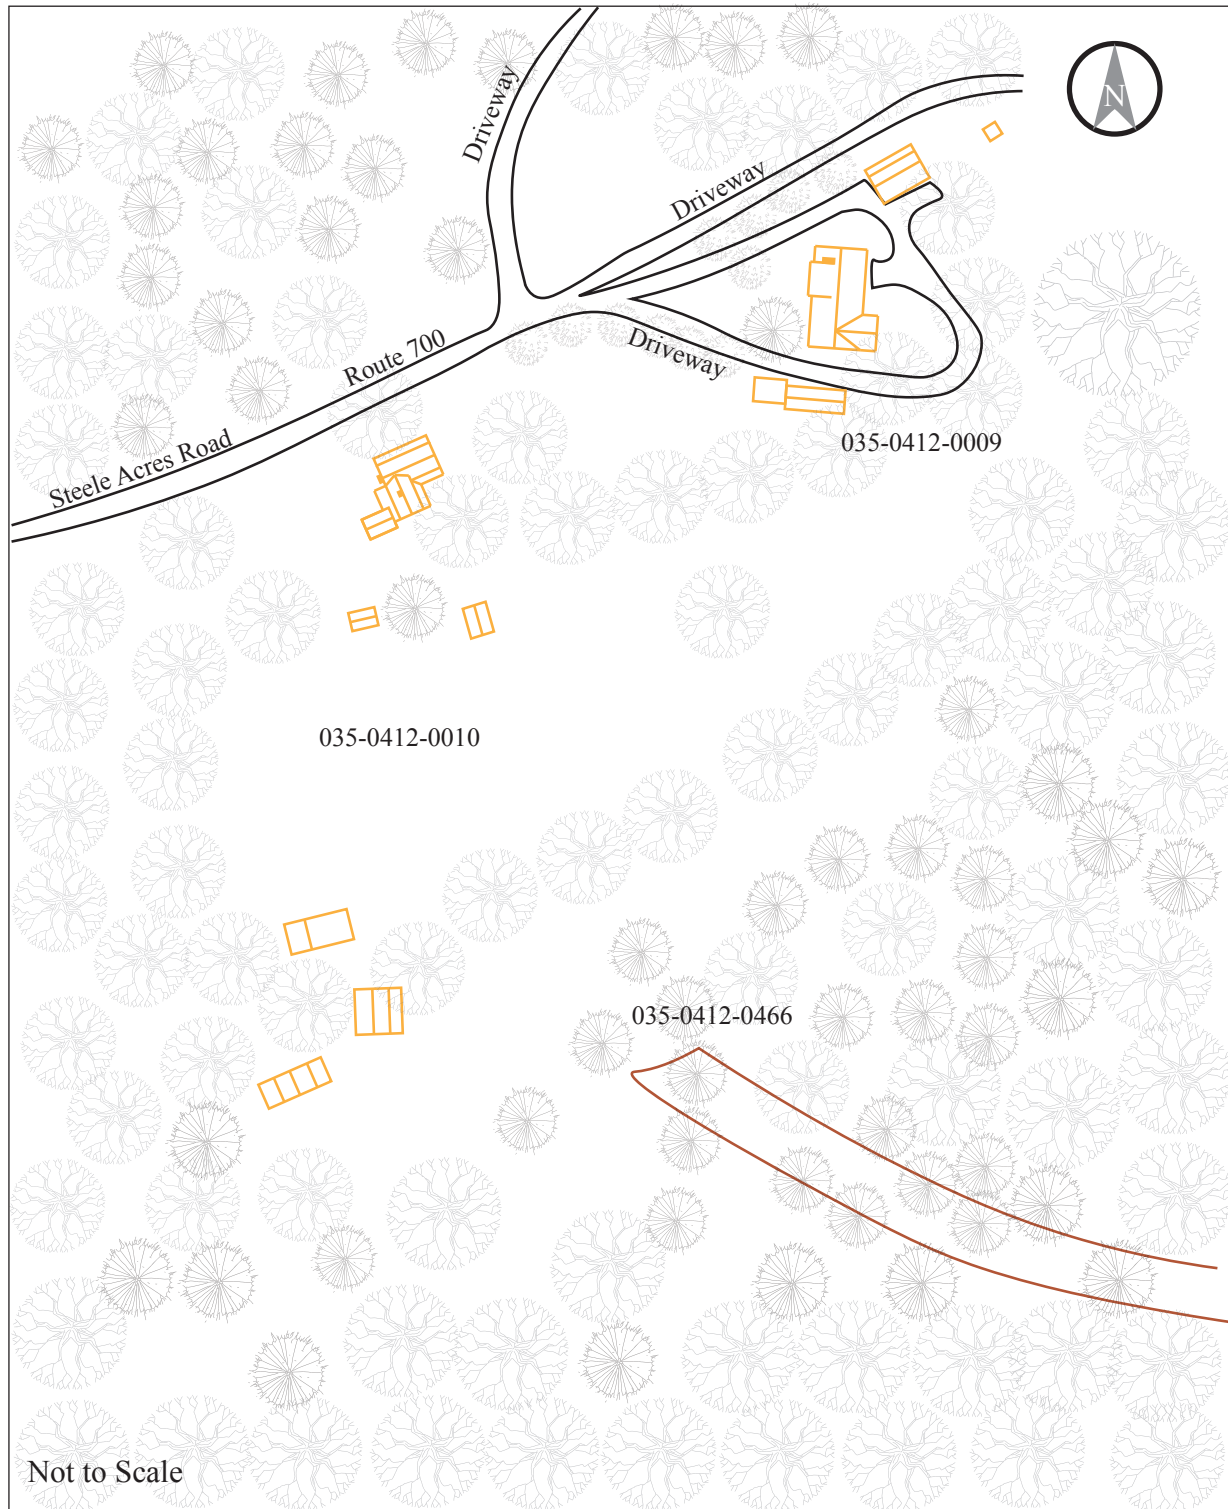 N
Driveway
Driveway
Route 700
Driveway
Steele Acres Road
035-0412-0009
035-0412-0010
035-0412-0466
Not to Scale